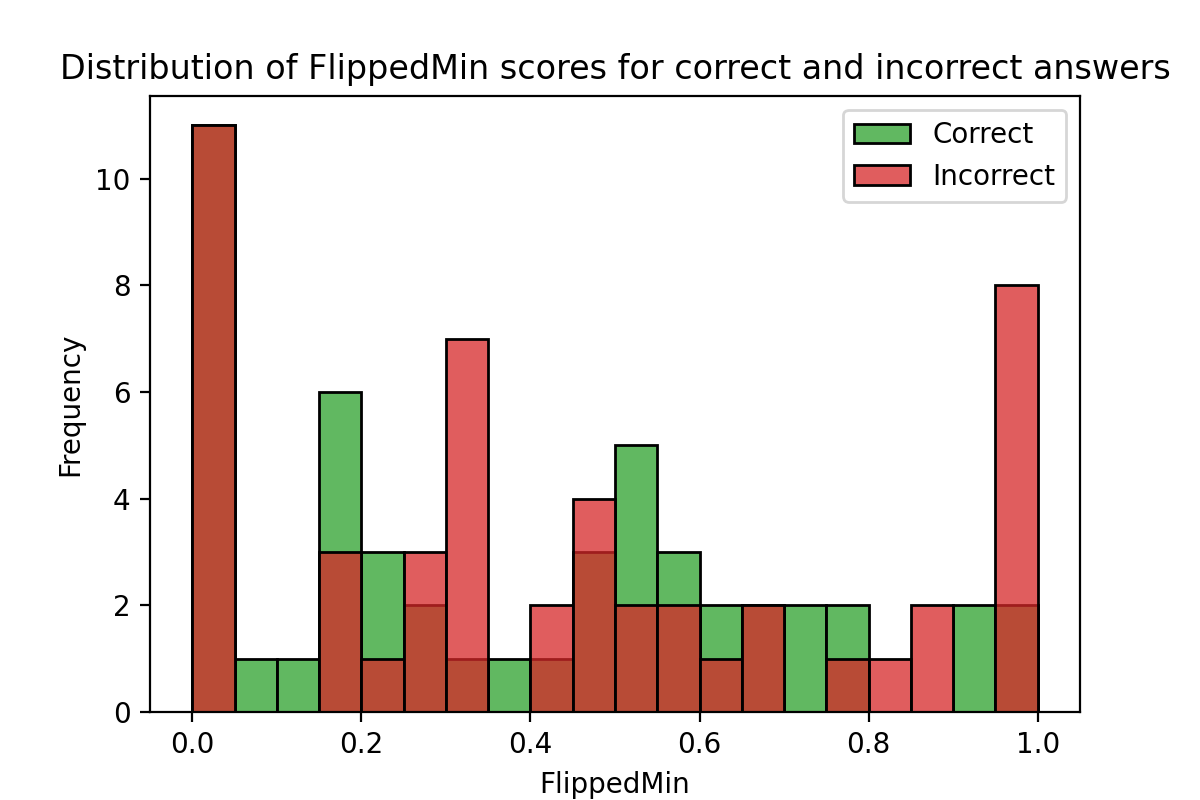 Distribution of FlippedMin scores for correct and incorrect answers
Correct
Incorrect
Frequency
10
8
6
4
2
0
0.0 0.2 0.4 0.6 0.8 1.0
FlippedMin